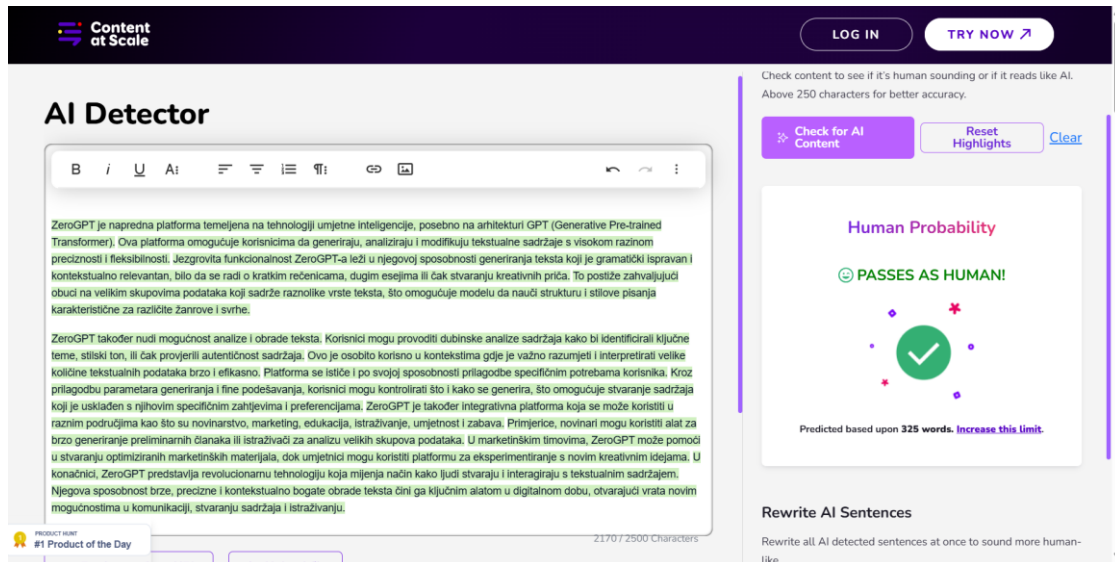 Content
at Scale
LOG IN
TRY NOW
AI Detector
B i U A
ZeroGPT je napredna platforma temeljena na tehnologiji umjetne inteligencije, posebno na arhitekturi GPT (Generative Pre-trained
Transformer). Ova platforma omogućuje korisnicima da generiraju, analiziraju i modifikuju tekstualne sadržaje s visokom razinom
preciznosti i fleksibilnosti. Jezgrovita funkcionalnost ZeroGPT-a leži u njegovoj sposobnosti generiranja teksta koji je gramatički ispravan i
kontekstualno relevantan, bilo da se radi o kratkim rečenicama, dugim esejima ili čak stvaranju kreativnih priča. To postiže zahvaljujući
obuci na velikim skupovima podataka koji sadrže raznolike vrste teksta, što omogućuje modelu da nauči strukturu i stilove pisanja
karakteristične za različite žanrove i svrhe.
ZeroGPT također nudi mogućnost analize i obrade teksta. Korisnici mogu provoditi dubinske analize sadržaja kako bi identificirali ključne
teme, stilski ton, ili čak provjerili autentičnost sadržaja. Ovo je osobito korisno u kontekstima gdje je važno razumjeti i interpretirati velike
količine tekstualnih podataka brzo i efikasno. Platforma se ističe i po svojoj sposobnosti prilagodbe specifičnim potrebama korisnika. Kroz
prilagodbu parametara generiranja i fine podešavanja, korisnici mogu kontrolirati što i kako se generira, što omogućuje stvaranje sadržaja
koji je usklađen s njihovim specifičnim zahtjevima i preferencijama. ZeroGPT je također integrativna platforma koja se može koristiti u
raznim područjima kao što su novinarstvo, marketing, edukacija, istraživanje, umjetnost i zabava. Primjerice, novinari mogu koristiti alat za
brzo generiranje preliminarnih članaka ili istraživači za analizu velikih skupova podataka. U marketinškim timovima, ZeroGPT može pomoći
u stvaranju optimiziranih marketinških materijala, dok umjetnici mogu koristiti platformu za eksperimentiranje s novim kreativnim idejama. U
konačnici, ZeroGPT predstavlja revolucionarnu tehnologiju koja mijenja način kako ljudi stvaraju i interagiraju s tekstualnim sadržajem.
Njegova sposobnost brze, precizne i kontekstualno bogate obrade teksta čini ga ključnim alatom u digitalnom dobu, otvarajući vrata novim
mogućnostima u komunikaciji, stvaranju sadržaja i istraživanju.
2170 / 2500 Characters
PRODUCT HUNT
#1 Product of the Day
Check content to see if it's human sounding or if it reads like AI.
Above 250 characters for better accuracy.
Check for AI
Content
Reset
Highlights
Clear
Human Probability
PASSES AS HUMAN!
Predicted based upon 325 words. Increase this limit.
Rewrite AI Sentences
Rewrite all AI detected sentences at once to sound more human-
like